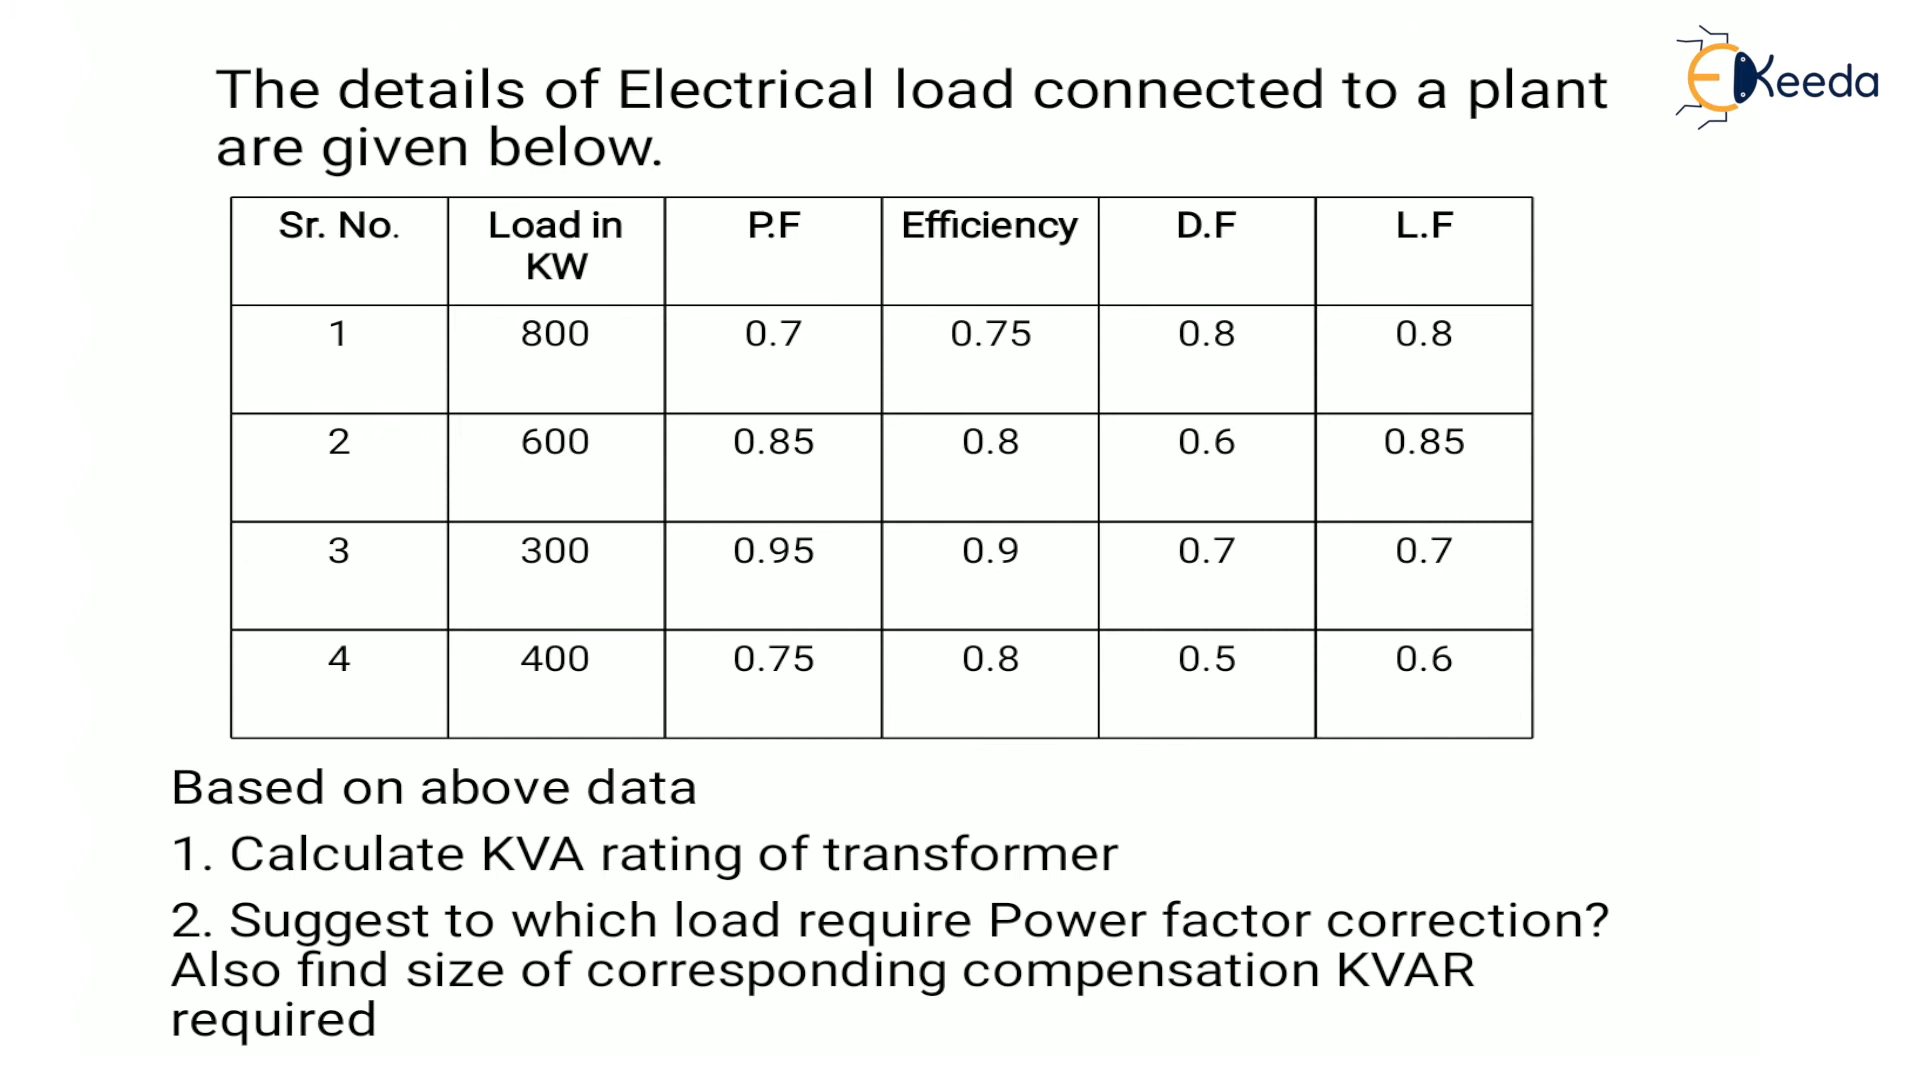 The details of Electrical load connected to a plant
are given below.
EKeeda
Sr. No. Load in KW P.F Efficiency D.F L.F
1 800 0.7 0.75 0.8 0.8
2 600 0.85 0.8 0.6 0.85
3 300 0.95 0.9 0.7 0.7
4 400 0.75 0.8 0.5 0.6
Based on above data
1. Calculate KVA rating of transformer
2. Suggest to which load require Power factor correction?
Also find size of corresponding compensation KVAR
required